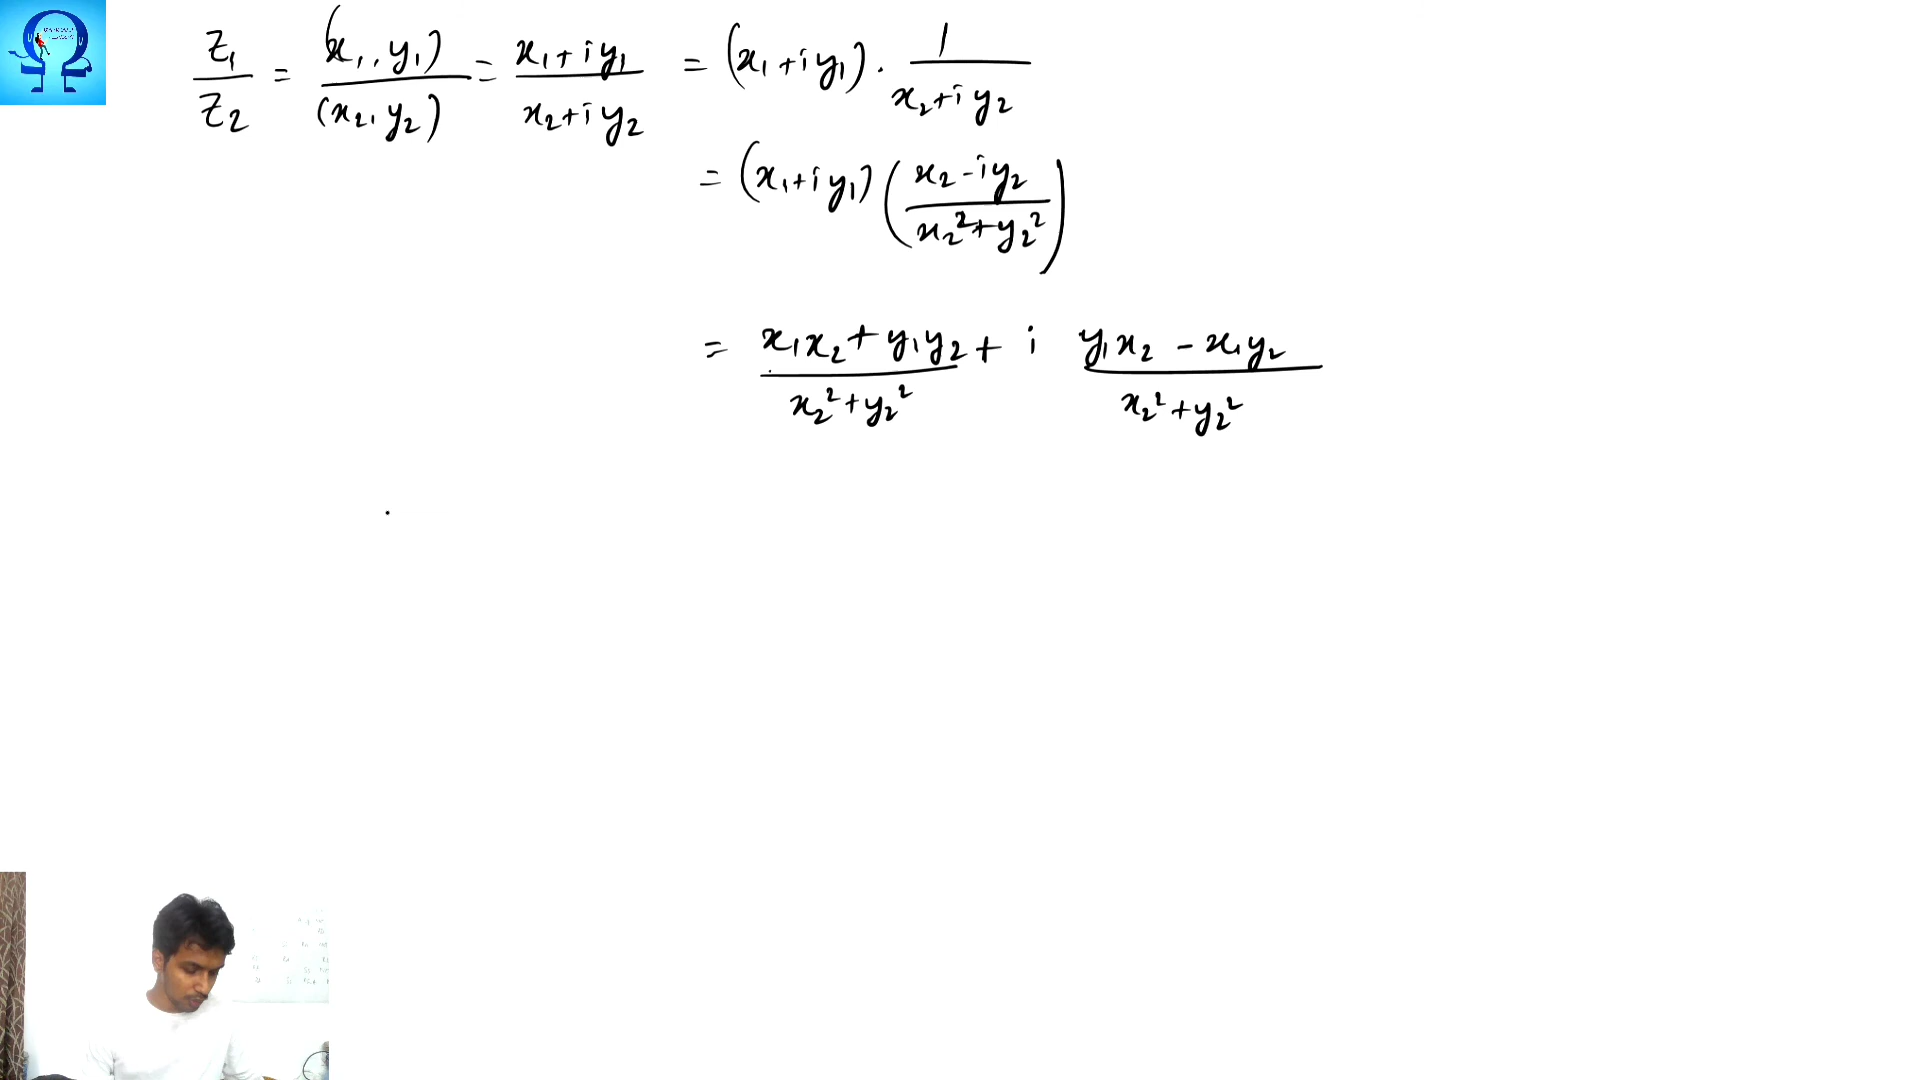 z₁/z₂ = (x₁, y₁)/(x₂, y₂) = x₁+iy₁/x₂+iy₂ = (x₁+iy₁) · 1/x₂+iy₂
= (x₁+iy₁) (x₂-iy₂/x₂²+y₂²)
= x₁x₂+y₁y₂/x₂²+y₂² + i y₁x₂ - x₁y₂/x₂²+y₂²